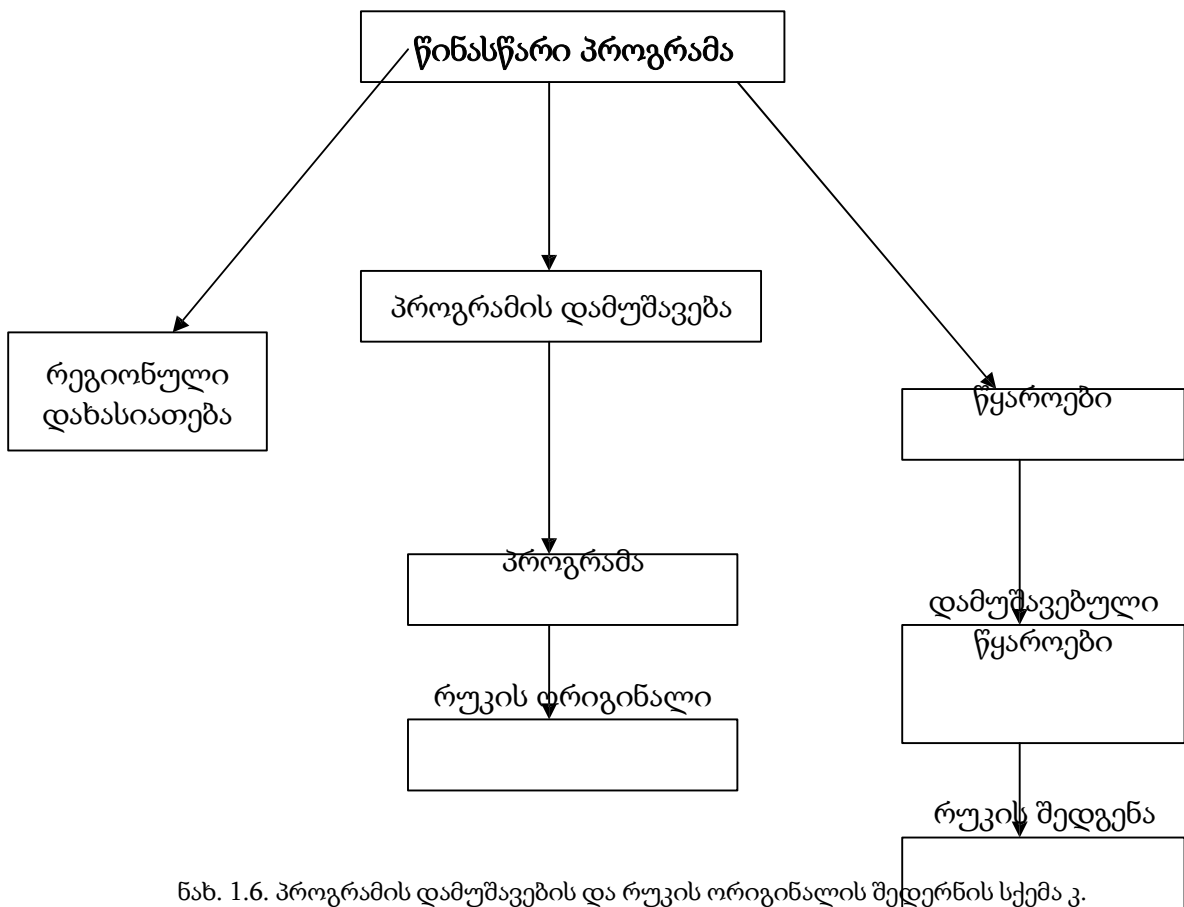 წინასწარი პროგრამა
პროგრამის დამუშავება
რეგიონული
დახასიათება
წყაროები
პროგრამა
დამუშავებული
წყაროები
რუკის ორიგინალი
რუკის შედგენა
ნახ. 1.6. პროგრამის დამუშავების და რუკის ორიგინალის შედერნის სქემა კ.